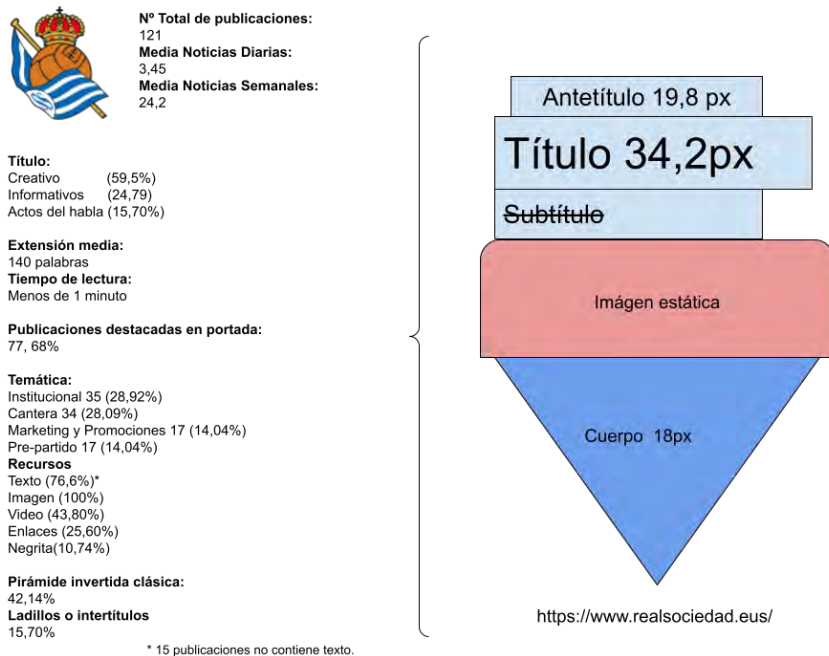 Nº Total de publicaciones:
121
Media Noticias Diarias:
3,45
Media Noticias Semanales:
24,2
Título:
Creativo (59,5%)
Informativos (24,79)
Actos del habla (15,70%)
Extensión media:
140 palabras
Tiempo de lectura:
Menos de 1 minuto
Publicaciones destacadas en portada:
77, 68%
Temática:
Institucional 35 (28,92%)
Cantera 34 (28,09%)
Marketing y Promociones 17 (14,04%)
Pre-partido 17 (14,04%)
Recursos
Texto (76,6%)*
Imagen (100%)
Video (43,80%)
Enlaces (25,60%)
Negrita(10,74%)
Pirámide invertida clásica:
42,14%
Ladillos o intertítulos
15,70%
* 15 publicaciones no contiene texto.
Antetítulo 19,8 px
Título 34,2px
Subtítulo
Imágen estática
Cuerpo 18px
https://www.realsociedad.eus/